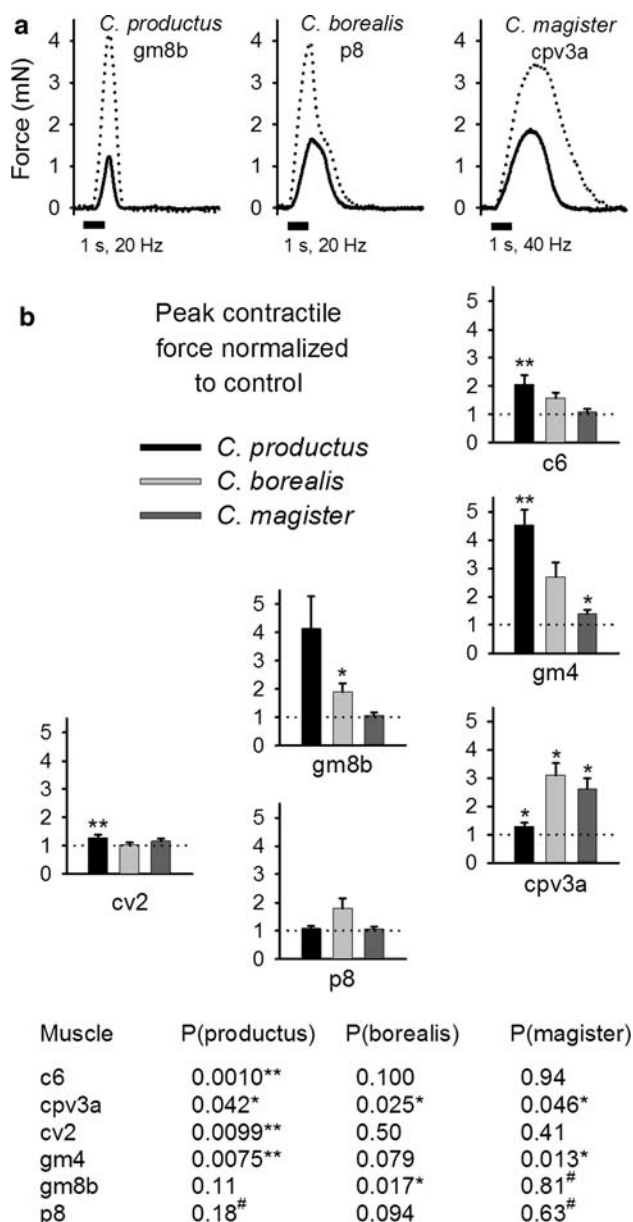 a
C. productus
gm8b
C. borealis
p8
C. magister
cpv3a
Force (mN)
4
3
2
1
0
1 s, 20 Hz
4
3
2
1
0
1 s, 20 Hz
4
3
2
1
0
1 s, 40 Hz
b
Peak contractile
force normalized
to control
C. productus
C. borealis
C. magister
5
4
3
2
1
0
**
c6
5
4
3
2
1
0
**
*
gm4
5
4
3
2
1
0
*
gm8b
5
4
3
2
1
0
*
*
*
cpv3a
5
4
3
2
1
0
**
cv2
5
4
3
2
1
0
p8
Muscle P(productus) P(borealis) P(magister)
c6 0.0010** 0.100 0.94
cpv3a 0.042* 0.025* 0.046*
cv2 0.0099** 0.50 0.41
gm4 0.0075** 0.079 0.013*
gm8b 0.11 0.017* 0.81#
p8 0.18# 0.094 0.63#